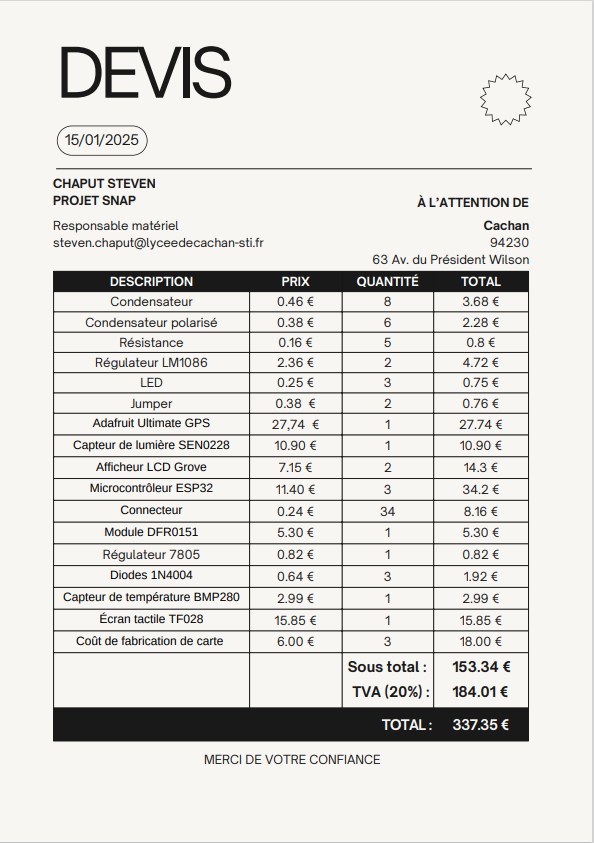 DEVIS
15/01/2025
CHAPUT STEVEN
PROJET SNAP
Responsable matériel
steven.chaput@lyceedecachan-sti.fr
À L'ATTENTION DE
Cachan
94230
63 Av. du Président Wilson
DESCRIPTION PRIX QUANTITÉ TOTAL
Condensateur 0.46 € 8 3.68 €
Condensateur polarisé 0.38 € 6 2.28 €
Résistance 0.16 € 5 0.8 €
Régulateur LM1086 2.36 € 2 4.72 €
LED 0.25 € 3 0.75 €
Jumper 0.38 € 2 0.76 €
Adafruit Ultimate GPS 27,74 € 1 27.74 €
Capteur de lumière SEN0228 10.90 € 1 10.90 €
Afficheur LCD Grove 7.15 € 2 14.3 €
Microcontrôleur ESP32 11.40 € 3 34.2 €
Connecteur 0.24 € 34 8.16 €
Module DFR0151 5.30 € 1 5.30 €
Régulateur 7805 0.82 € 1 0.82 €
Diodes 1N4004 0.64 € 3 1.92 €
Capteur de température BMP280 2.99 € 1 2.99 €
Écran tactile TF028 15.85 € 1 15.85 €
Coût de fabrication de carte 6.00 € 3 18.00 €
Sous total : 153.34 €
TVA (20%) : 184.01 €
TOTAL : 337.35 €
MERCI DE VOTRE CONFIANCE